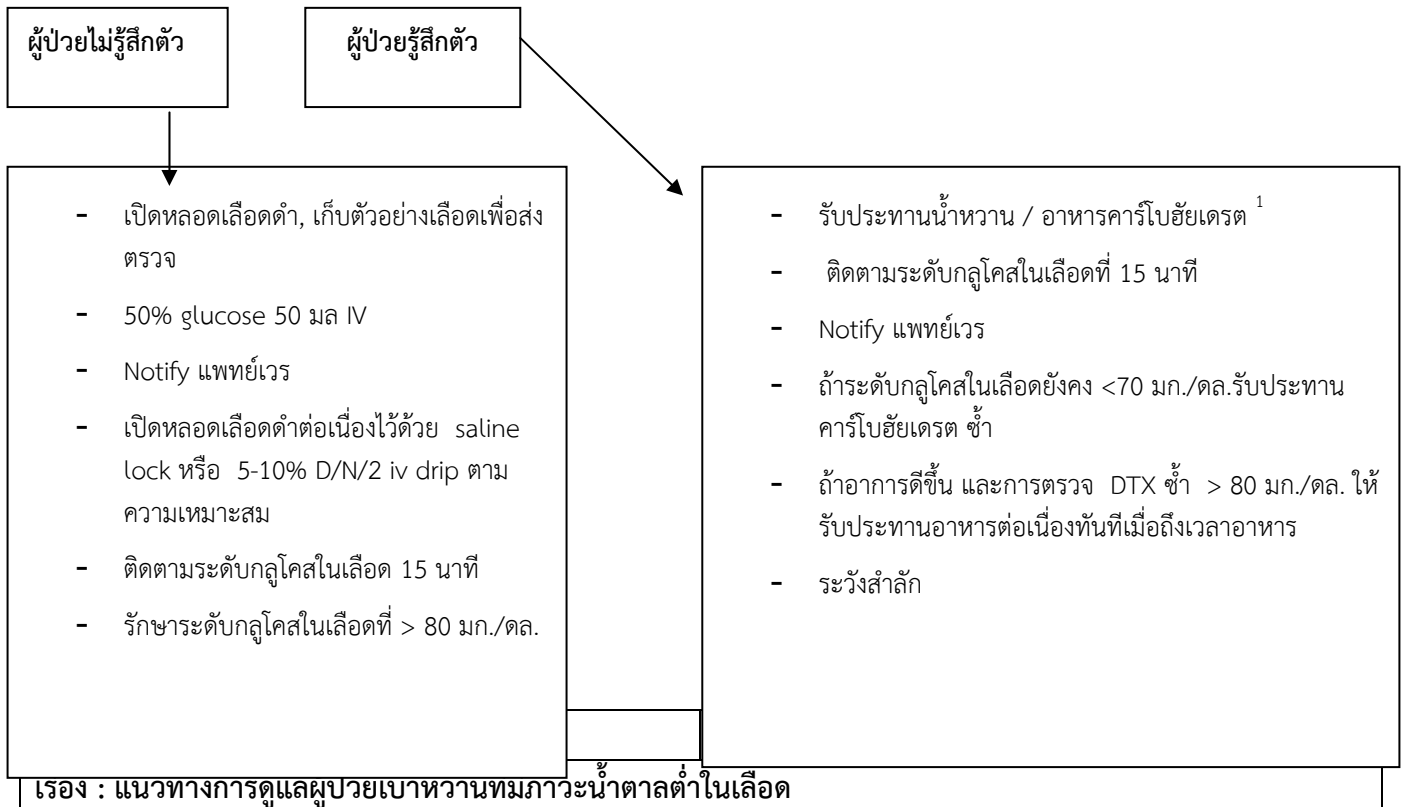 ผู้ป่วยไม่รู้สึกตัว
ผู้ป่วยรู้สึกตัว
- เปิดหลอดเลือดดำ, เก็บตัวอย่างเลือดเพื่อส่ง
ตรวจ
- 50% glucose 50 มล IV
- Notify แพทย์เวร
- เปิดหลอดเลือดดำต่อเนื่องไว้ด้วย saline
lock หรือ 5-10% D/N/2 iv drip ตาม
ความเหมาะสม
- ติดตามระดับกลูโคสในเลือด 15 นาที
- รักษาระดับกลูโคสในเลือดที่ > 80 มก./ดล.
- รับประทานน้ำหวาน / อาหารคาร์โบฮัยเดรต 1
- ติดตามระดับกลูโคสในเลือดที่ 15 นาที
- Notify แพทย์เวร
- ถ้าระดับกลูโคสในเลือดยังคง <70 มก./ดล.รับประทาน
คาร์โบฮัยเดรต ซ้ำ
- ถ้าอาการดีขึ้น และการตรวจ DTX ซ้ำ > 80 มก./ดล. ให้
รับประทานอาหารต่อเนื่องทันทีเมื่อถึงเวลาอาหาร
- ระวังสำลัก
เรื่อง : แนวทางการดูแลผู้ป่วยเบาหวานที่มีภาวะน้ำตาลต่ำในเลือด